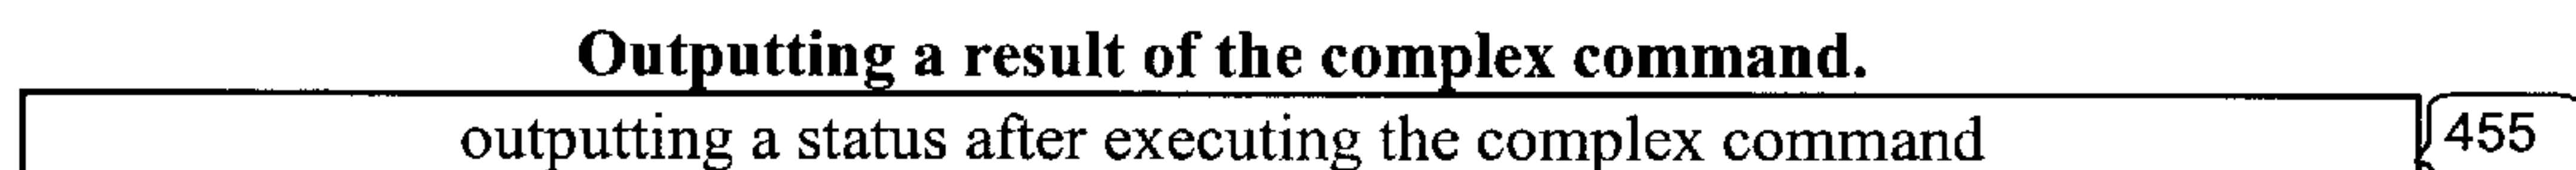 Outputting a result of the complex command.
outputting a status after executing the complex command 455